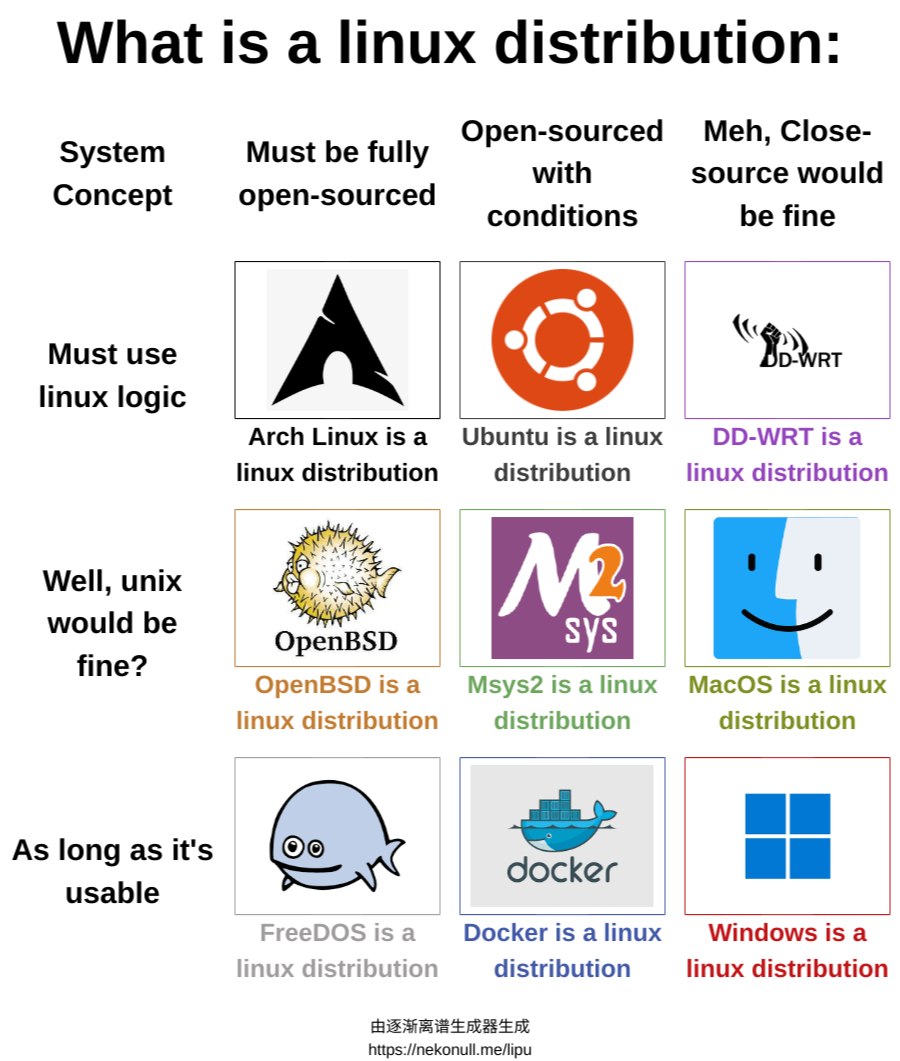 What is a linux distribution:
System
Concept
Must be fully
open-sourced
Open-sourced
with
conditions
Meh, Close-
source would
be fine
Must use
linux logic
DD-WRT
Arch Linux is a
linux distribution
Ubuntu is a linux
distribution
DD-WRT is a
linux distribution
Well, unix
would be
fine?
OpenBSD
M2
sys
OpenBSD is a
linux distribution
Msys2 is a linux
distribution
MacOS is a linux
distribution
As long as it's
usable
docker
FreeDOS is a
linux distribution
Docker is a linux
distribution
Windows is a
linux distribution
由逐渐离谱生成器生成
https://nekonull.me/lipu